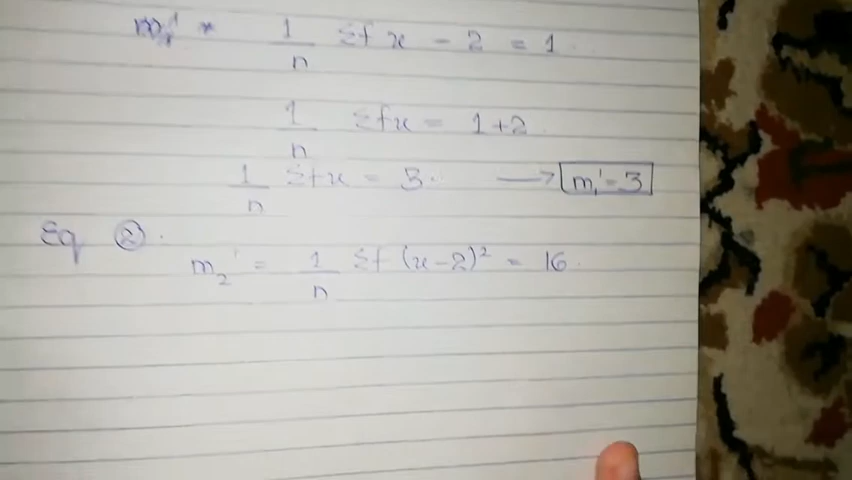 m₁' = 1/n Σfx - 2 = 1
1/n Σfx = 1+2
1/n Σfx = 3. → m₁' = 3
Eq ②.
m₂' = 1/n Σf (x-2)² = 16